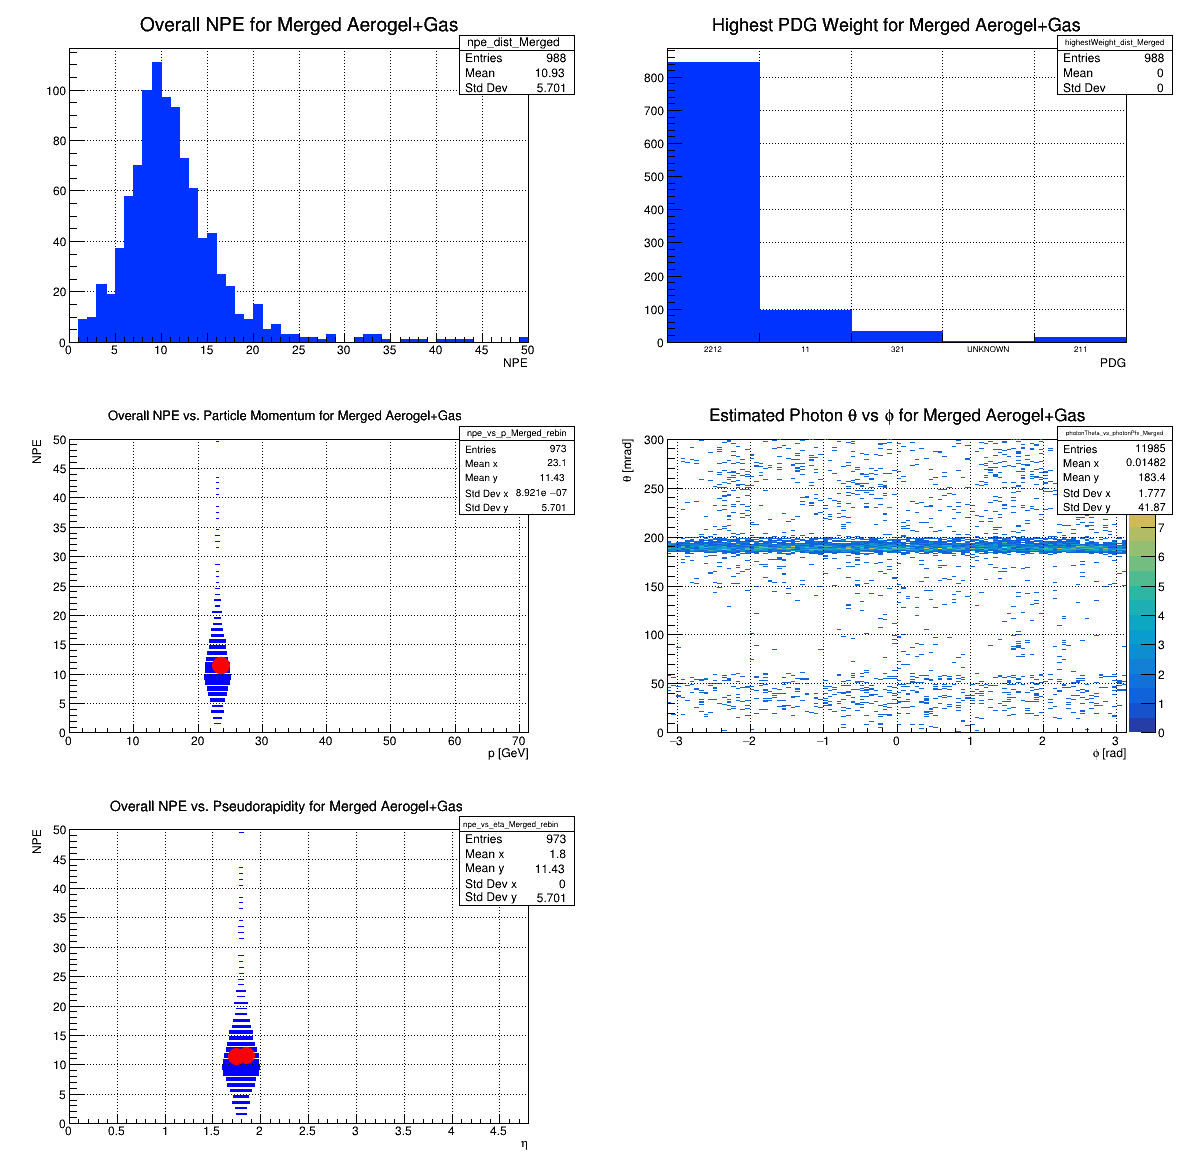 Overall NPE for Merged Aerogel+Gas
npe_dist_Merged
Entries 988
Mean 10.93
Std Dev 5.701
100
80
60
40
20
0
0 5 10 15 20 25 30 35 40 45 50
NPE
Highest PDG Weight for Merged Aerogel+Gas
highestWeight_dist_Merged
Entries 988
Mean 0
Std Dev 0
800
700
600
500
400
300
200
100
0
2212 11 321 UNKNOWN 211
PDG
Overall NPE vs. Particle Momentum for Merged Aerogel+Gas
npe_vs_p_Merged_rebin
Entries 973
Mean x 23.1
Mean y 11.43
Std Dev x 8.921e −07
Std Dev y 5.701
NPE
50
45
40
35
30
25
20
15
10
5
0
0 10 20 30 40 50 60 70
p [GeV]
Estimated Photon θ vs ϕ for Merged Aerogel+Gas
photonTheta_vs_photonPhi_Merged
Entries 11985
Mean x 0.01482
Mean y 183.4
Std Dev x 1.777
Std Dev y 41.87
θ [mrad]
300
250
200
150
100
50
0
−3 −2 −1 0 1 2 3
ϕ [rad]
7
6
5
4
3
2
1
0
Overall NPE vs. Pseudorapidity for Merged Aerogel+Gas
npe_vs_eta_Merged_rebin
Entries 973
Mean x 1.8
Mean y 11.43
Std Dev x 0
Std Dev y 5.701
NPE
50
45
40
35
30
25
20
15
10
5
0
0 0.5 1 1.5 2 2.5 3 3.5 4 4.5
η